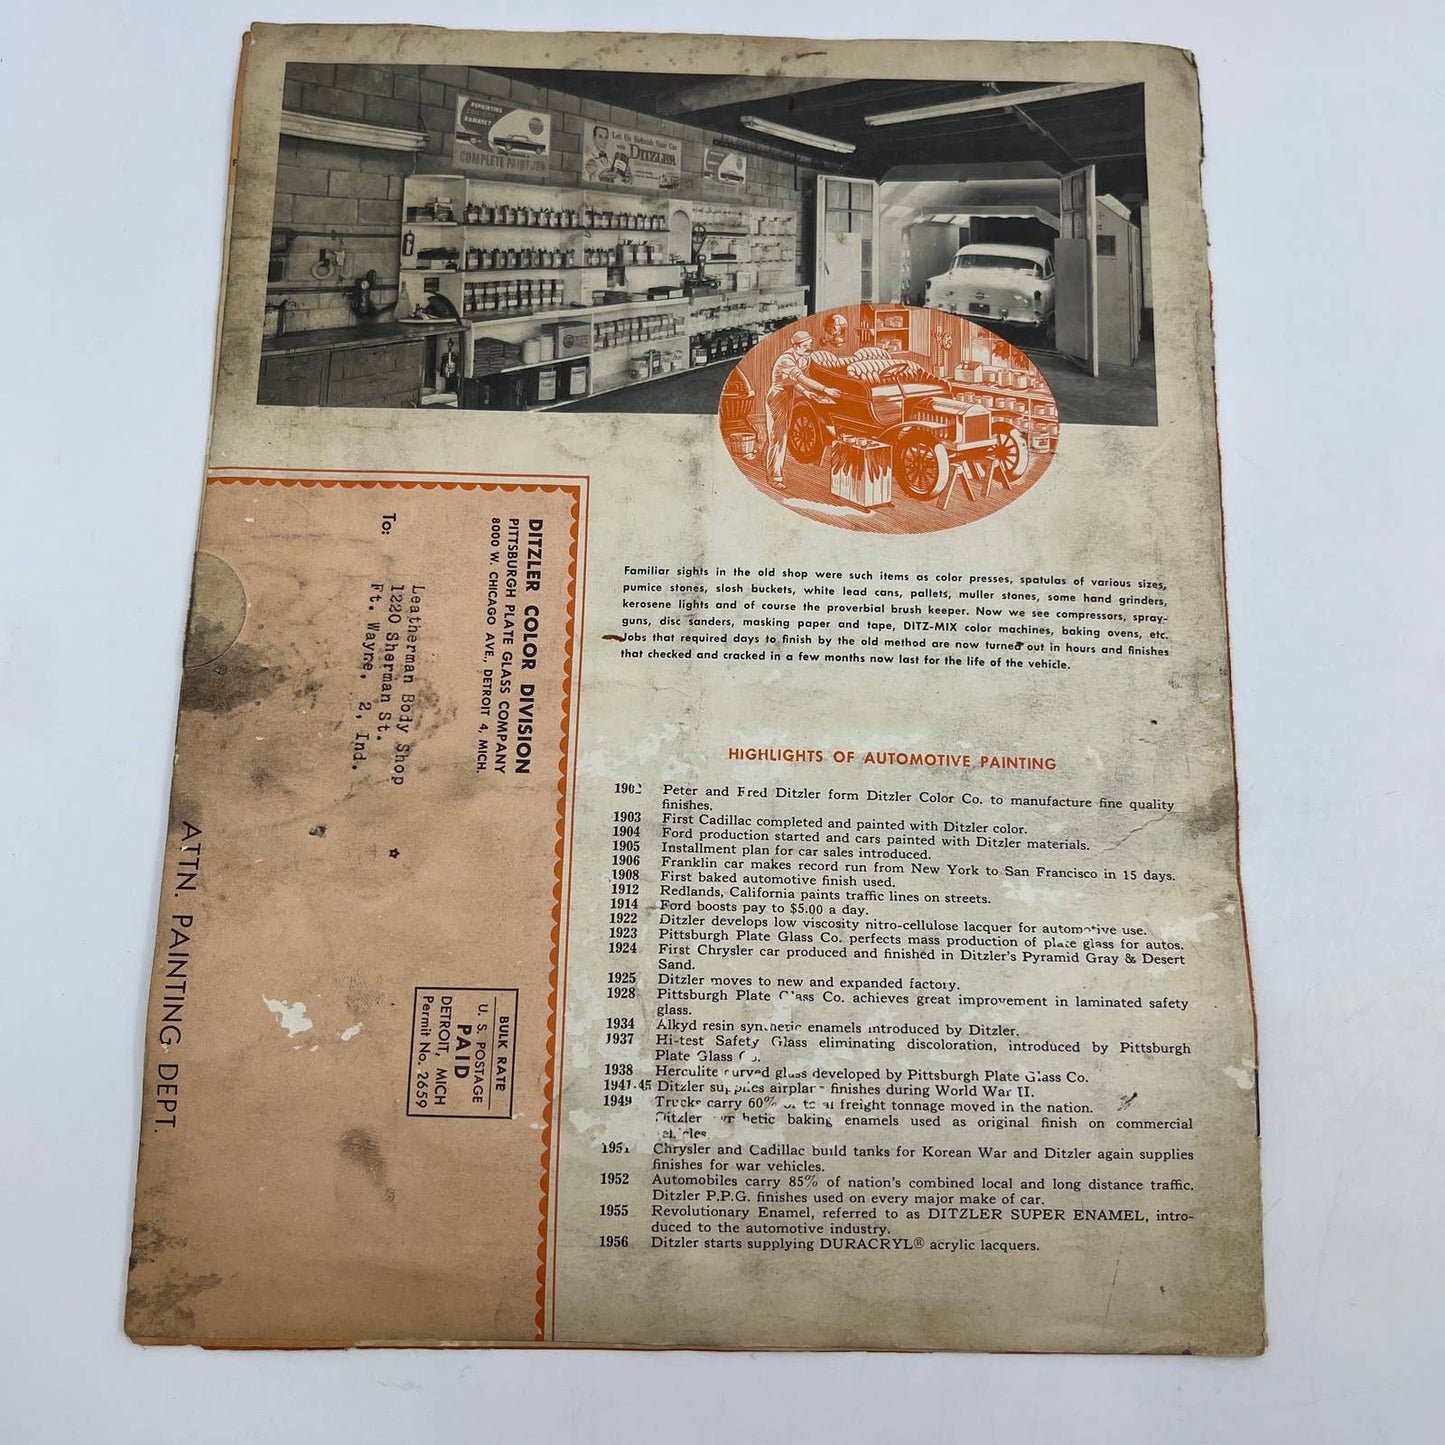 REPAINTING
COMPLETE PAINT JOB
Let Us Refinish Your Car
with DITZLER
Familiar sights in the old shop were such items as color presses, spatulas of various sizes,
pumice stones, slosh buckets, white lead cans, pallets, muller stones, some hand grinders,
kerosene lights and of course the proverbial brush keeper. Now we see compressors, spray-
guns, disc sanders, masking paper and tape, DITZ-MIX color machines, baking ovens, etc.
Jobs that required days to finish by the old method are now turned out in hours and finishes
that checked and cracked in a few months now last for the life of the vehicle.
DITZLER COLOR DIVISION
PITTSBURGH PLATE GLASS COMPANY
8000 W. CHICAGO AVE., DETROIT 4, MICH.
To:
Leatherman Body Shop
1220 Sherman St.
Ft. Wayne, 2, Ind.
ATTN. PAINTING DEPT.
BULK RATE
U. S. POSTAGE
PAID
DETROIT, MICH
Permit No. 2659
HIGHLIGHTS OF AUTOMOTIVE PAINTING
1902 Peter and Fred Ditzler form Ditzler Color Co. to manufacture fine quality
finishes.
1903 First Cadillac completed and painted with Ditzler color.
1904 Ford production started and cars painted with Ditzler materials.
1905 Installment plan for car sales introduced.
1906 Franklin car makes record run from New York to San Francisco in 15 days.
1908 First baked automotive finish used.
1912 Redlands, California paints traffic lines on streets.
1914 Ford boosts pay to $5.00 a day.
1922 Ditzler develops low viscosity nitro-cellulose lacquer for automotive use.
1923 Pittsburgh Plate Glass Co. perfects mass production of plate glass for autos.
1924 First Chrysler car produced and finished in Ditzler's Pyramid Gray & Desert
Sand.
1925 Ditzler moves to new and expanded factory.
1928 Pittsburgh Plate Glass Co. achieves great improvement in laminated safety
glass.
1934 Alkyd resin synthetic enamels introduced by Ditzler.
1937 Hi-test Safety Glass eliminating discoloration, introduced by Pittsburgh
Plate Glass Co.
1938 Herculite curved glass developed by Pittsburgh Plate Glass Co.
1941-45 Ditzler supplies airplane finishes during World War II.
1949 Trucks carry 60% of total freight tonnage moved in the nation.
Ditzler synthetic baking enamels used as original finish on commercial
vehicles.
1951 Chrysler and Cadillac build tanks for Korean War and Ditzler again supplies
finishes for war vehicles.
1952 Automobiles carry 85% of nation's combined local and long distance traffic.
Ditzler P.P.G. finishes used on every major make of car.
1955 Revolutionary Enamel, referred to as DITZLER SUPER ENAMEL, intro-
duced to the automotive industry.
1956 Ditzler starts supplying DURACRYL® acrylic lacquers.